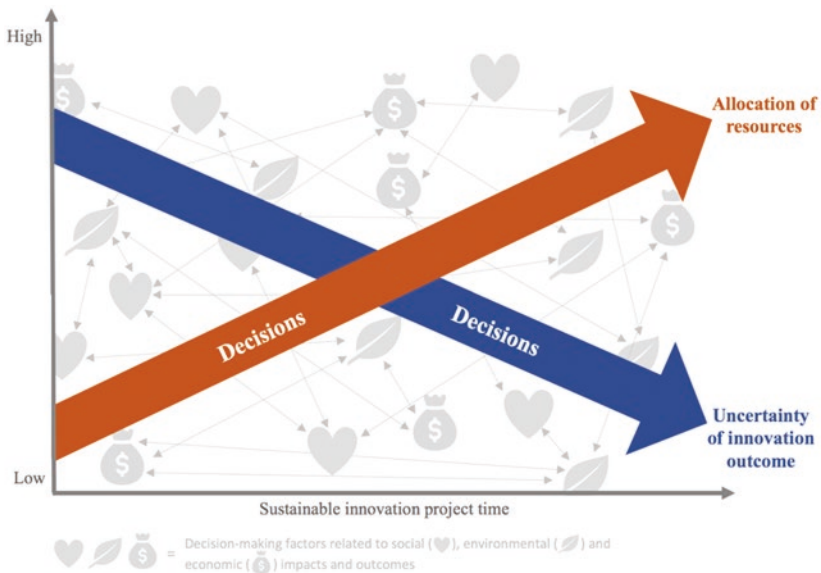 High
Allocation of
resources
Decisions
Decisions
Uncertainty
of innovation
outcome
Low
Sustainable innovation project time
= Decision-making factors related to social ( ), environmental ( ) and
economic ( ) impacts and outcomes
$
$
$
$
$
$
$